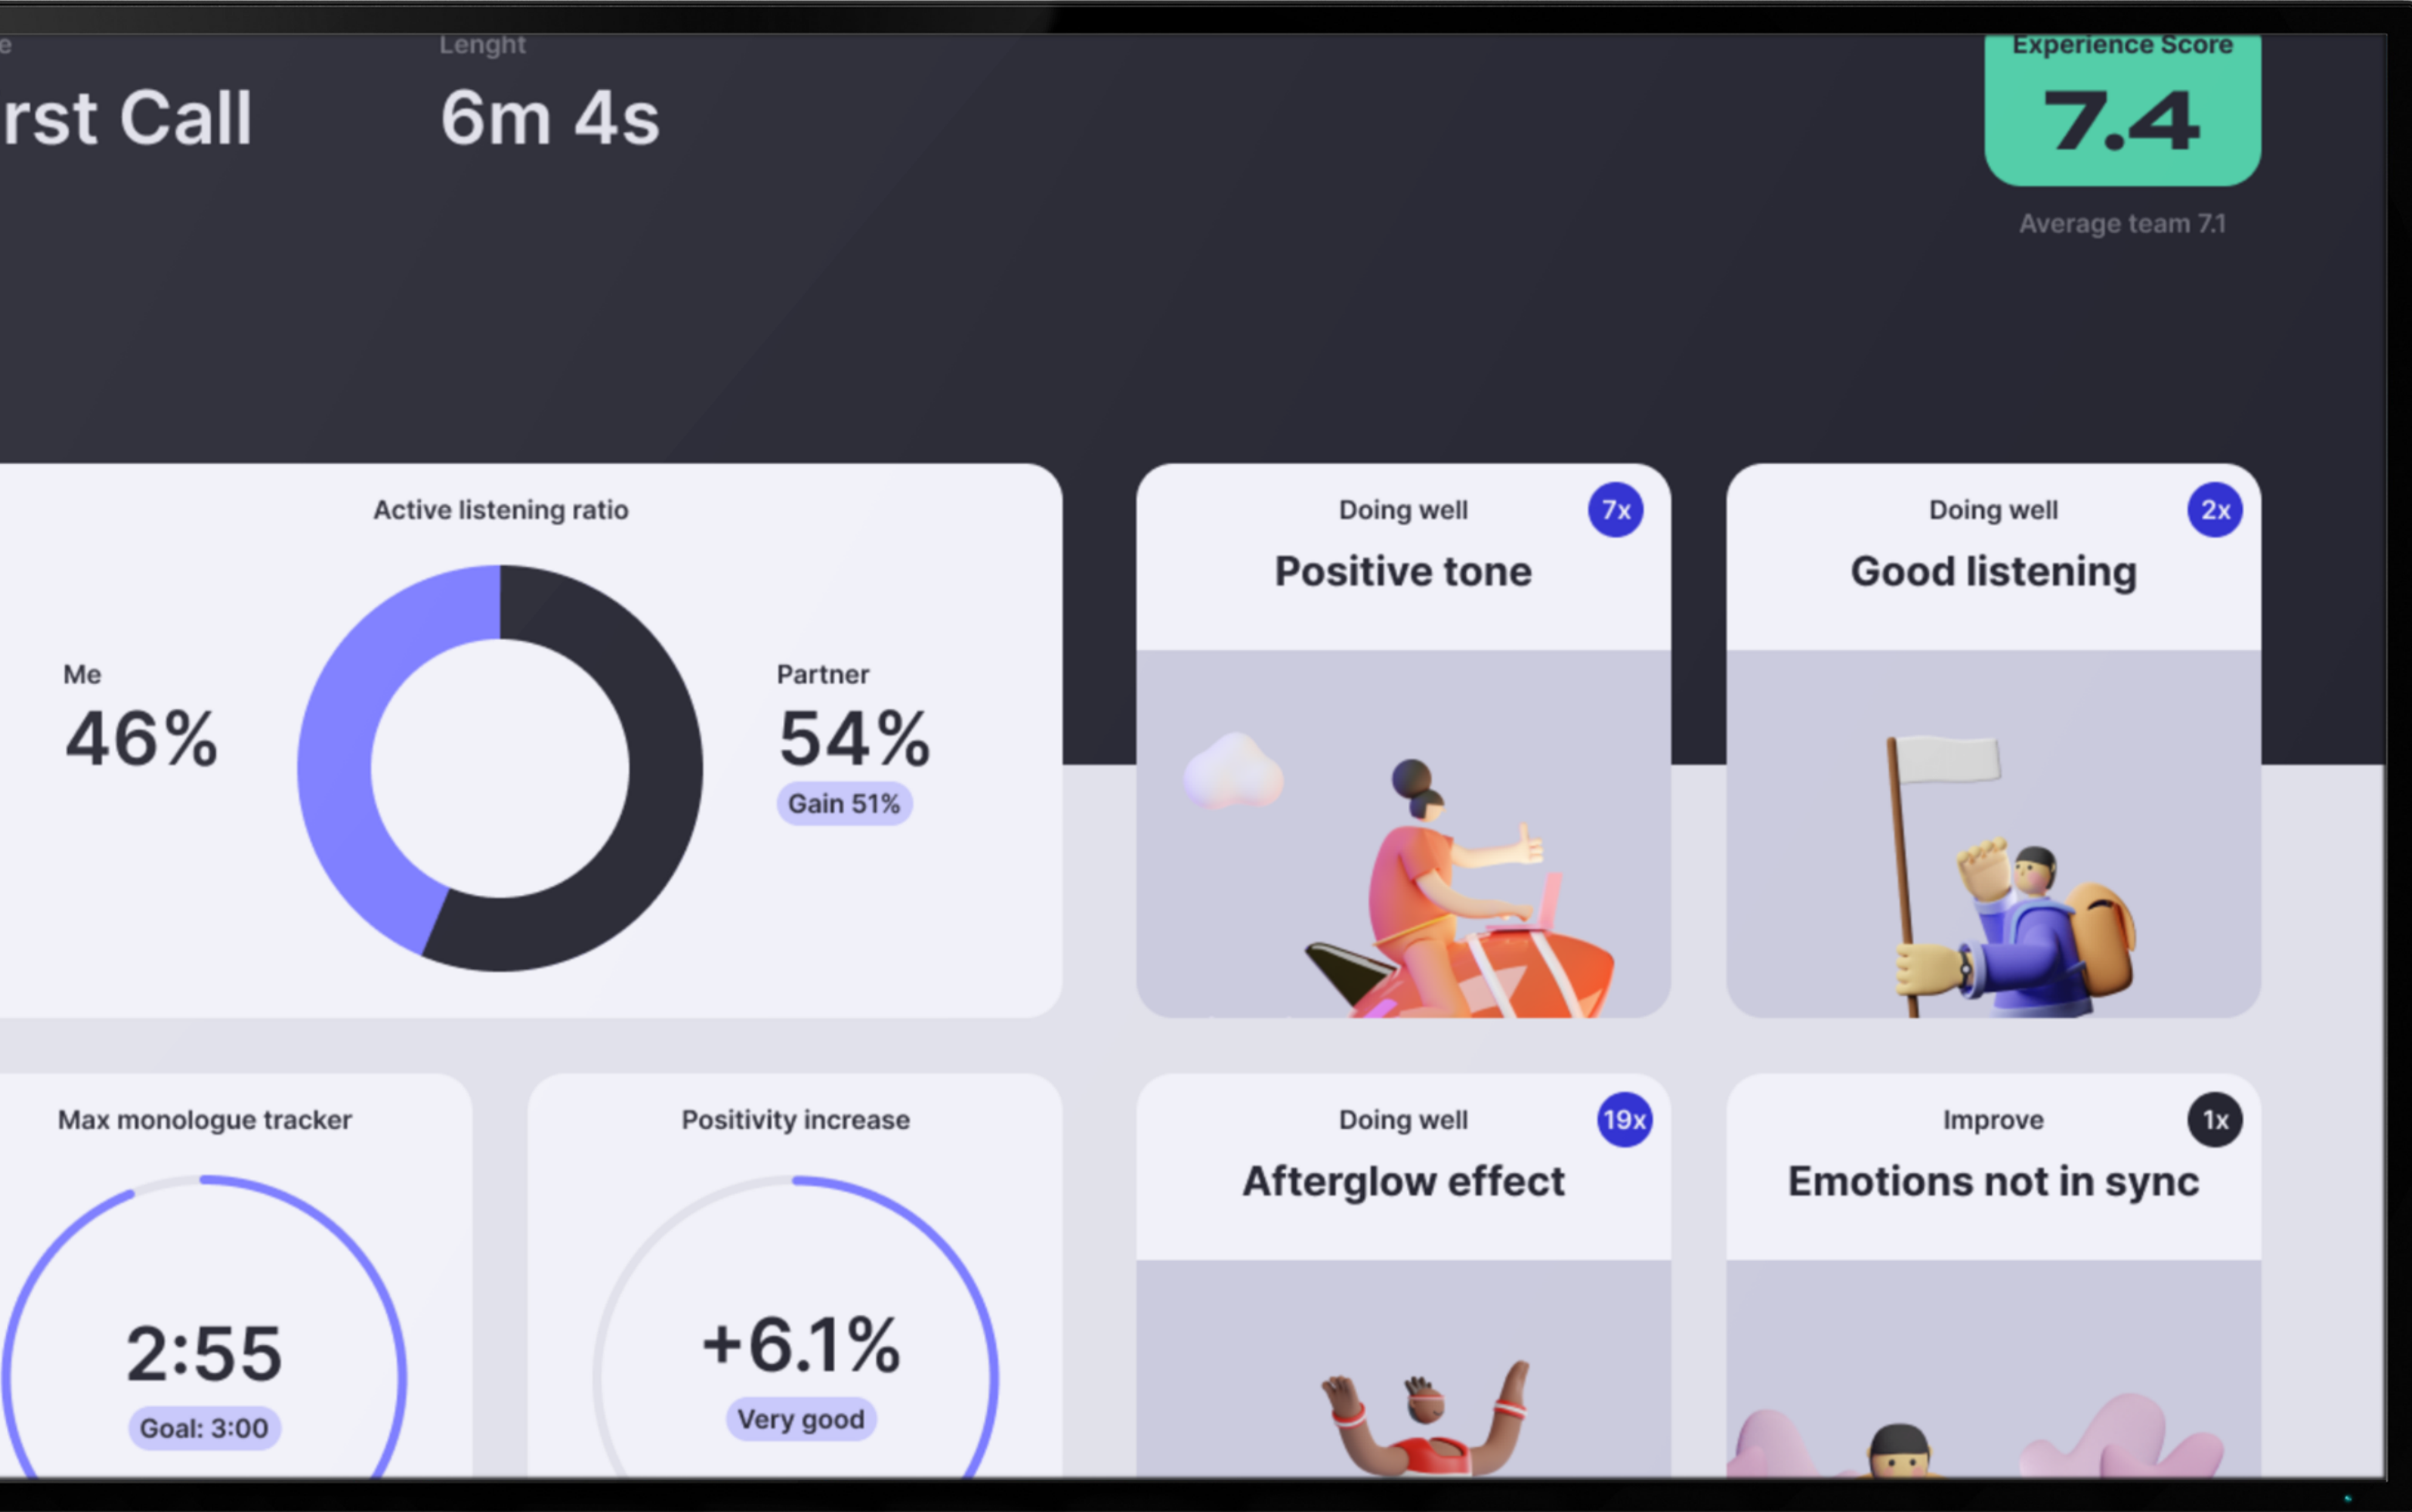 Lenght
Experience Score
rst Call
6m 4s
7.4
Average team 7.1
Active listening ratio
Me
46%
Partner
54%
Gain 51%
Doing well
7x
Positive tone
Doing well
2x
Good listening
Max monologue tracker
2:55
Goal: 3:00
Positivity increase
+6.1%
Very good
Doing well
19x
Afterglow effect
Improve
1x
Emotions not in sync